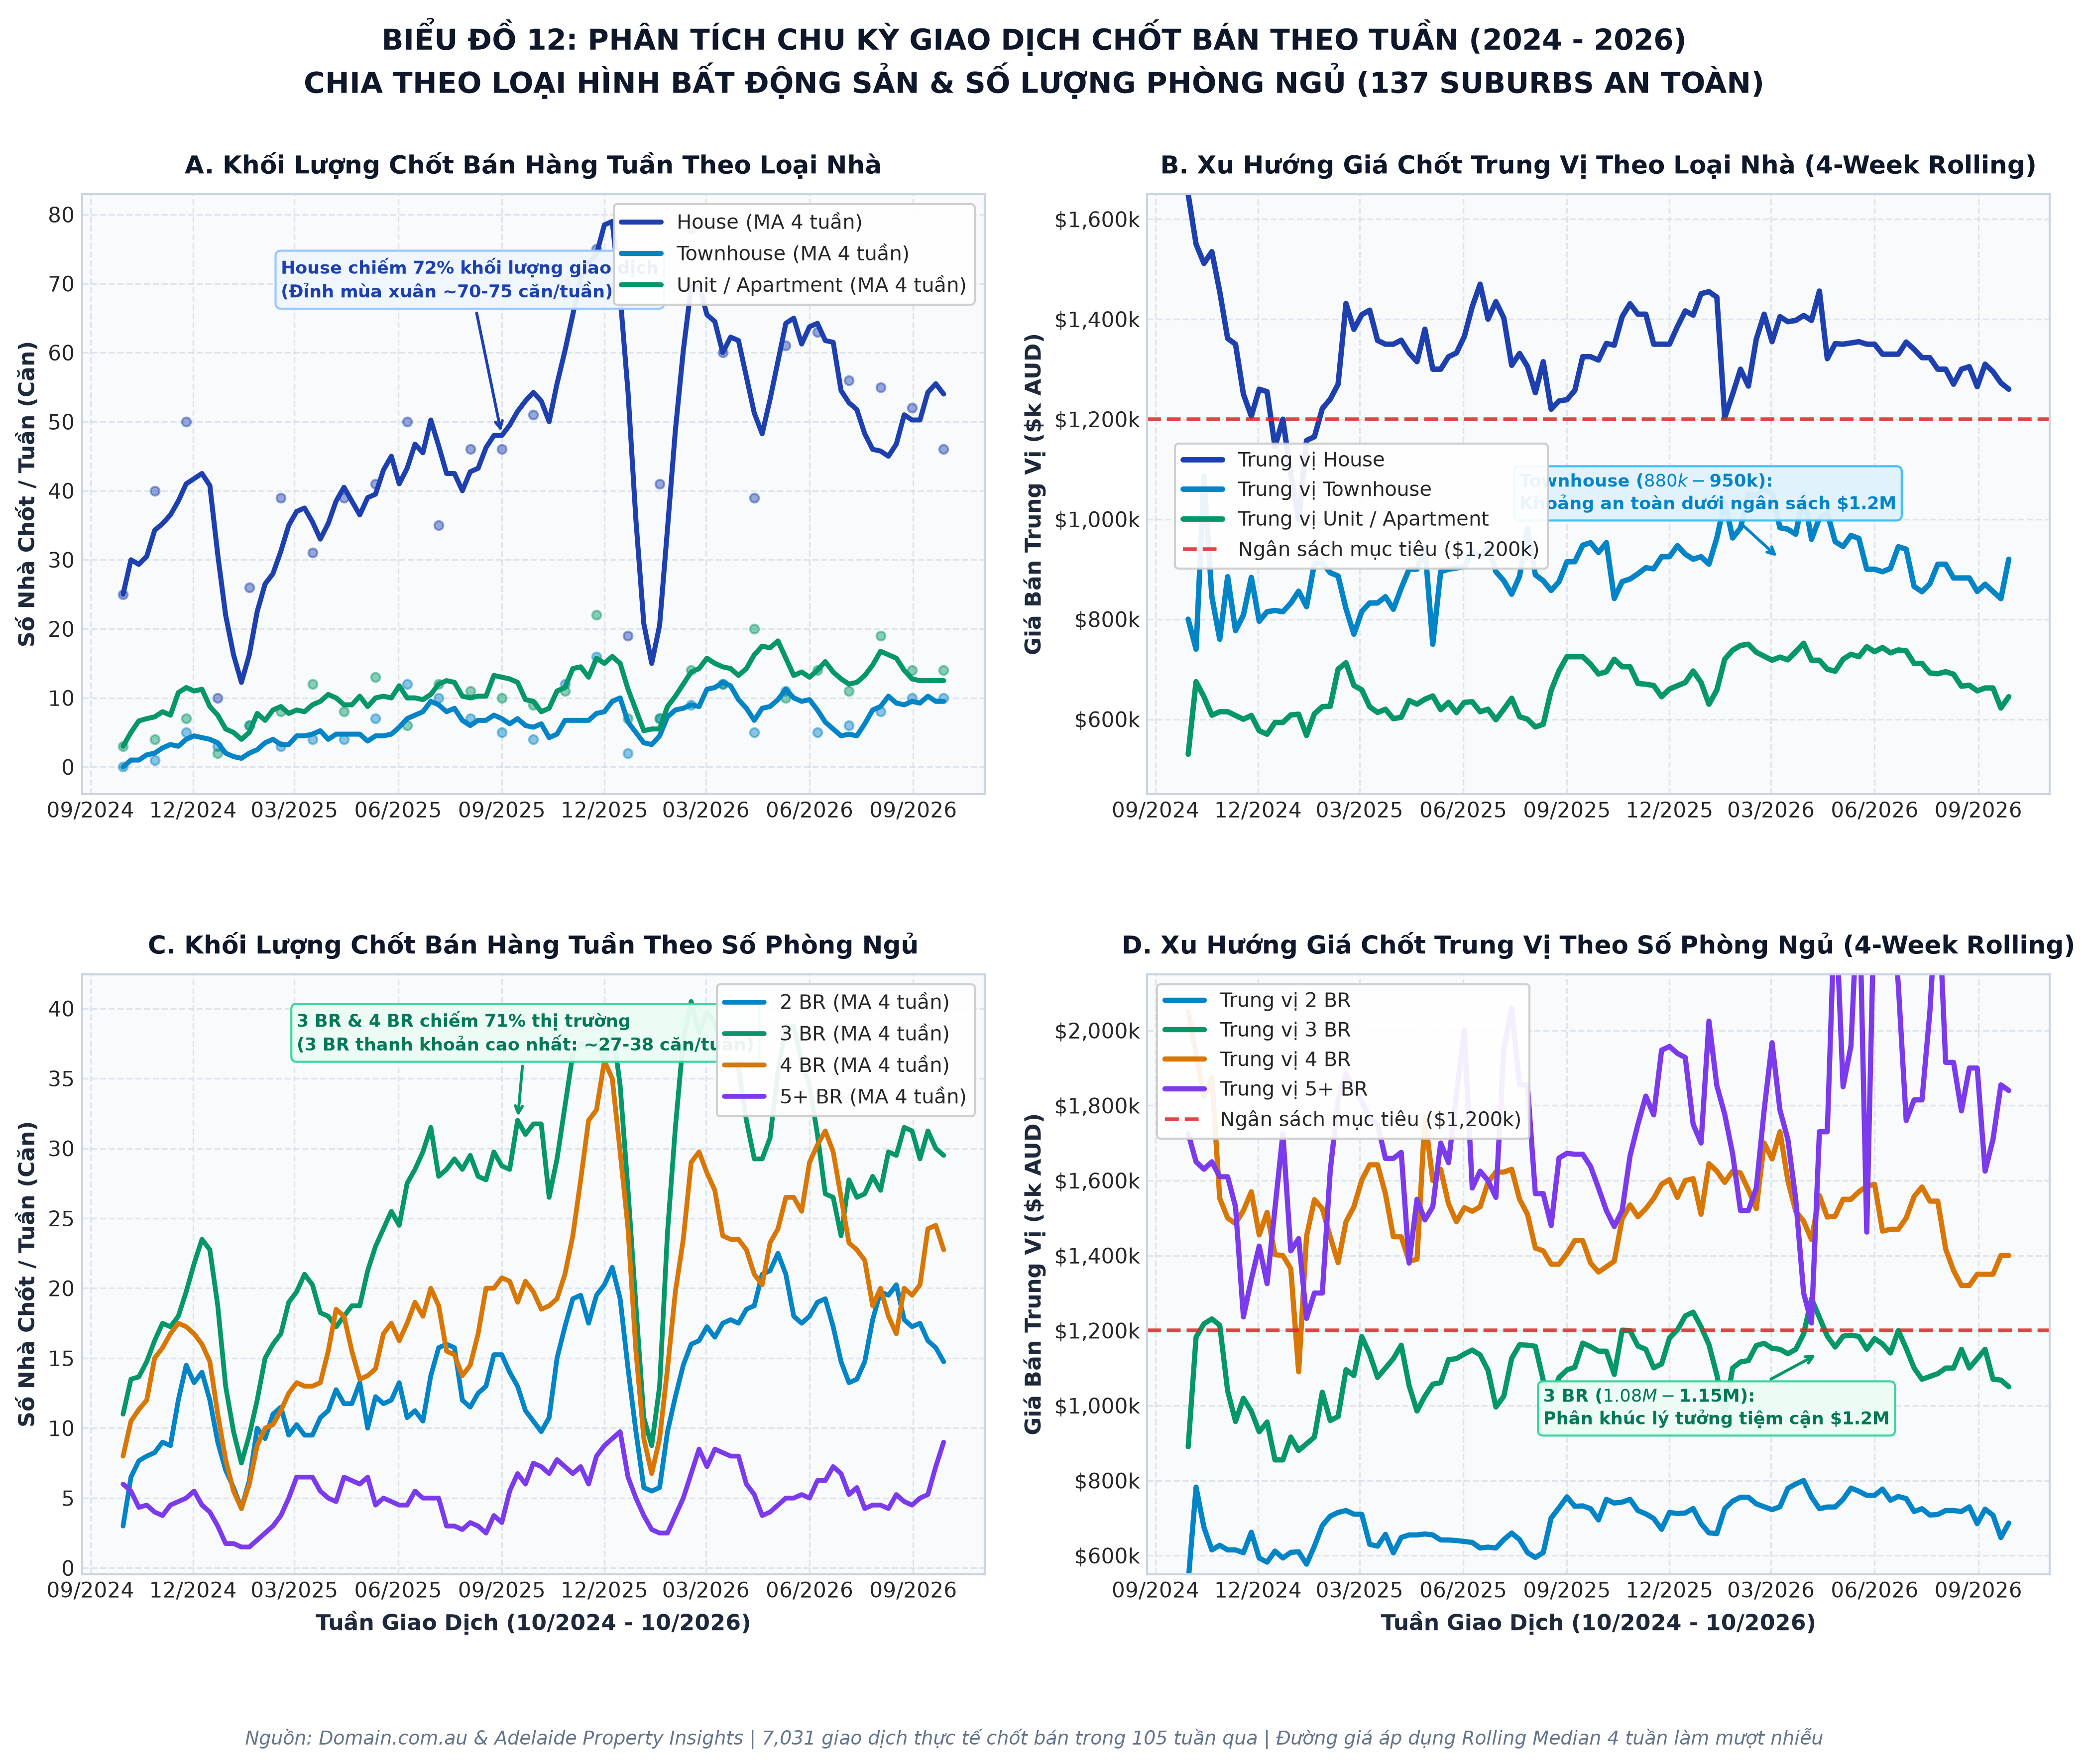 BIỂU ĐỒ 12: PHÂN TÍCH CHU KỲ GIAO DỊCH CHỐT BÁN THEO TUẦN (2024 - 2026)
CHIA THEO LOẠI HÌNH BẤT ĐỘNG SẢN & SỐ LƯỢNG PHÒNG NGỦ (137 SUBURBS AN TOÀN)
A. Khối Lượng Chốt Bán Hàng Tuần Theo Loại Nhà
Số Nhà Chốt / Tuần (Căn)
80
70
60
50
40
30
20
10
0
House chiếm 72% khối lượng giao dịch
(Đỉnh mùa xuân ~70-75 căn/tuần)
House (MA 4 tuần)
Townhouse (MA 4 tuần)
Unit / Apartment (MA 4 tuần)
09/2024 12/2024 03/2025 06/2025 09/2025 12/2025 03/2026 06/2026 09/2026
B. Xu Hướng Giá Chốt Trung Vị Theo Loại Nhà (4-Week Rolling)
Giá Bán Trung Vị ($k AUD)
$1,600k
$1,400k
$1,200k
$1,000k
$800k
$600k
Trung vị House
Trung vị Townhouse
Trung vị Unit / Apartment
Ngân sách mục tiêu ($1,200k)
Townhouse (880k − 950k):
Khoảng an toàn dưới ngân sách $1.2M
09/2024 12/2024 03/2025 06/2025 09/2025 12/2025 03/2026 06/2026 09/2026
C. Khối Lượng Chốt Bán Hàng Tuần Theo Số Phòng Ngủ
Số Nhà Chốt / Tuần (Căn)
40
35
30
25
20
15
10
5
0
3 BR & 4 BR chiếm 71% thị trường
(3 BR thanh khoản cao nhất: ~27-38 căn/tuần)
2 BR (MA 4 tuần)
3 BR (MA 4 tuần)
4 BR (MA 4 tuần)
5+ BR (MA 4 tuần)
09/2024 12/2024 03/2025 06/2025 09/2025 12/2025 03/2026 06/2026 09/2026
Tuần Giao Dịch (10/2024 - 10/2026)
D. Xu Hướng Giá Chốt Trung Vị Theo Số Phòng Ngủ (4-Week Rolling)
Giá Bán Trung Vị ($k AUD)
$2,000k
$1,800k
$1,600k
$1,400k
$1,200k
$1,000k
$800k
$600k
Trung vị 2 BR
Trung vị 3 BR
Trung vị 4 BR
Trung vị 5+ BR
Ngân sách mục tiêu ($1,200k)
3 BR (1.08M − 1.15M):
Phân khúc lý tưởng tiệm cận $1.2M
09/2024 12/2024 03/2025 06/2025 09/2025 12/2025 03/2026 06/2026 09/2026
Tuần Giao Dịch (10/2024 - 10/2026)
Nguồn: Domain.com.au & Adelaide Property Insights | 7,031 giao dịch thực tế chốt bán trong 105 tuần qua | Đường giá áp dụng Rolling Median 4 tuần làm mượt nhiễu